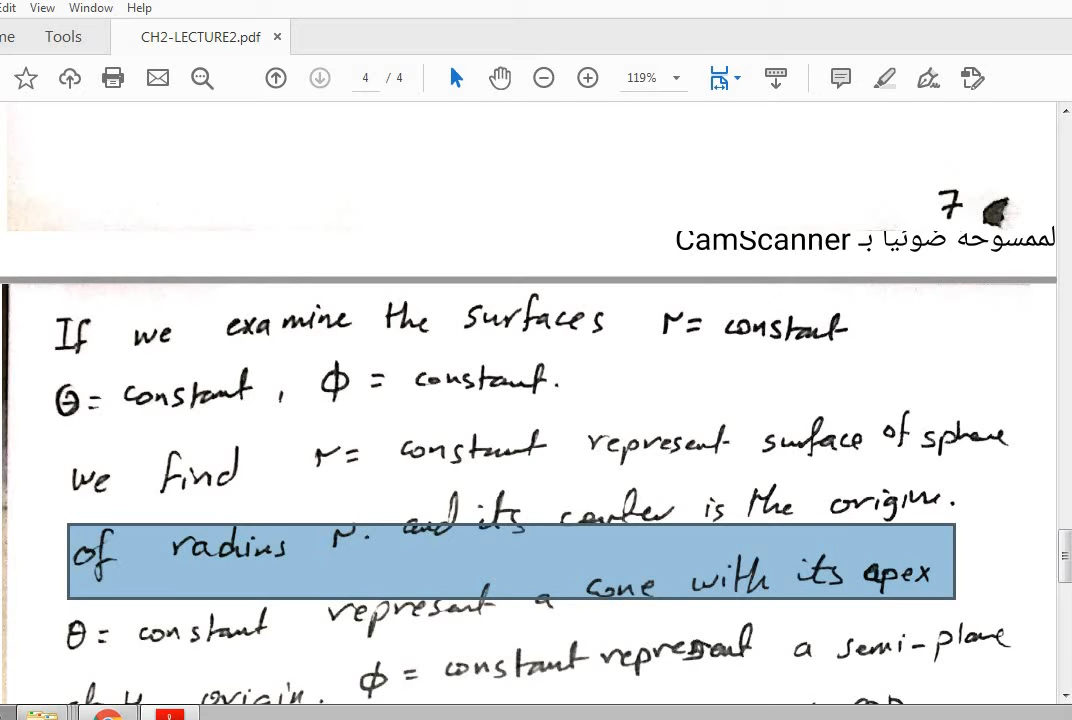 Edit View Window Help
me Tools CH2-LECTURE2.pdf ×
4 / 4 119%
7
لممسوحة ضوئيا بـ CamScanner
If we examine the surfaces r = constant
θ = constant, φ = constant.
we find r = constant represent surface of sphere
of radius r. and its center is the origin.
θ = constant represent a cone with its apex
origin. φ = constant represent a semi-plane